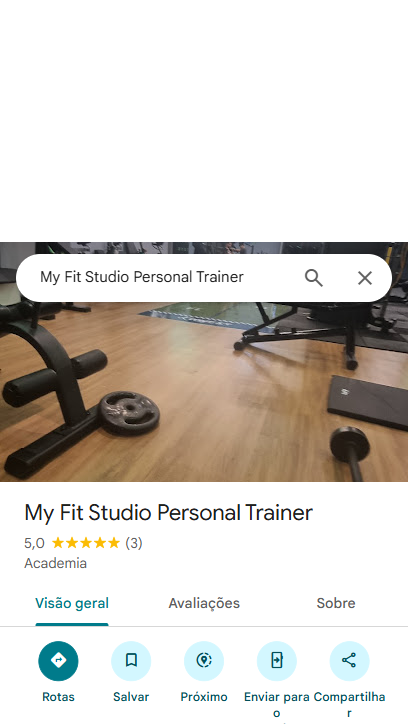 My Fit Studio Personal Trainer
My Fit Studio Personal Trainer
5,0 ★★★★★ (3)
Academia
Visão geral Avaliações Sobre
Rotas Salvar Próximo Enviar para o Compartilhar